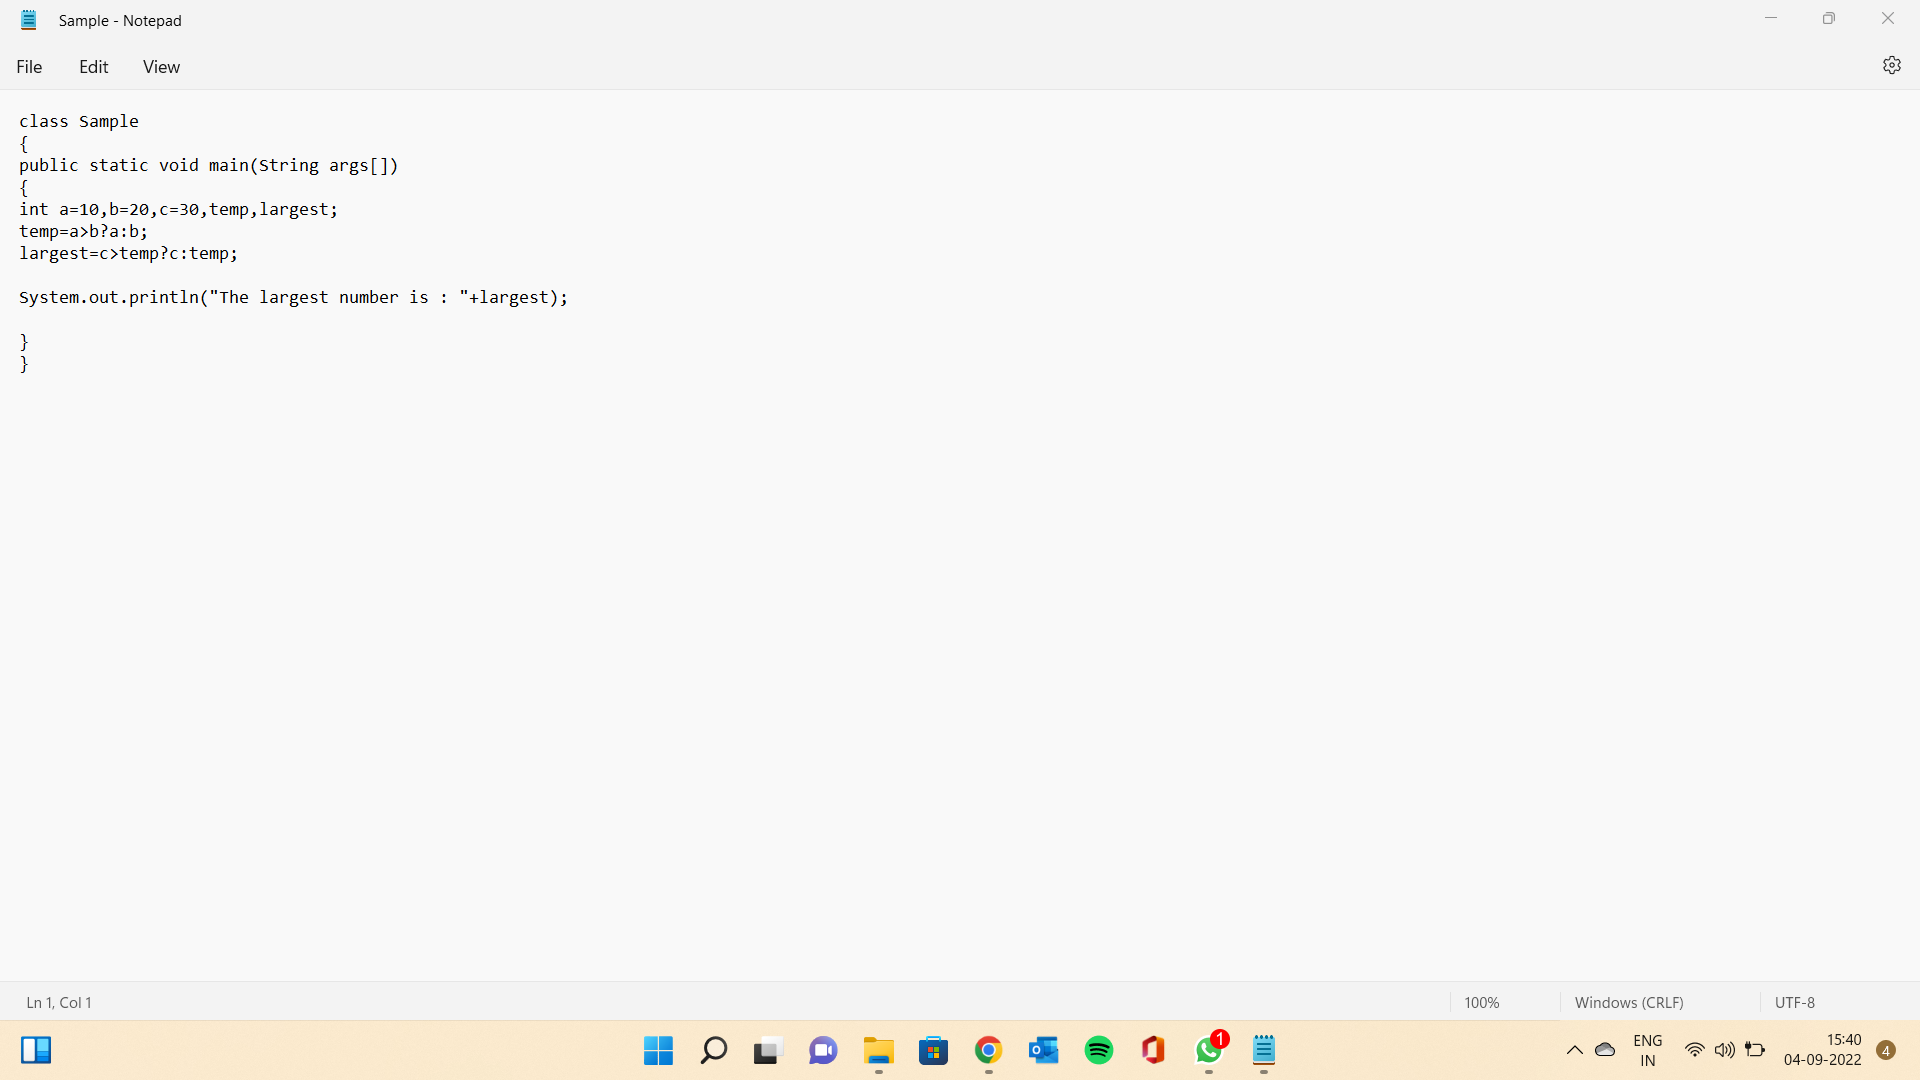 Sample - Notepad
File Edit View
class Sample
{
public static void main(String args[])
{
int a=10,b=20,c=30,temp,largest;
temp=a>b?a:b;
largest=c>temp?c:temp;
System.out.println("The largest number is : "+largest);
}
}
Ln 1, Col 1 100% Windows (CRLF) UTF-8
1
ENG 15:40
IN 04-09-2022 4